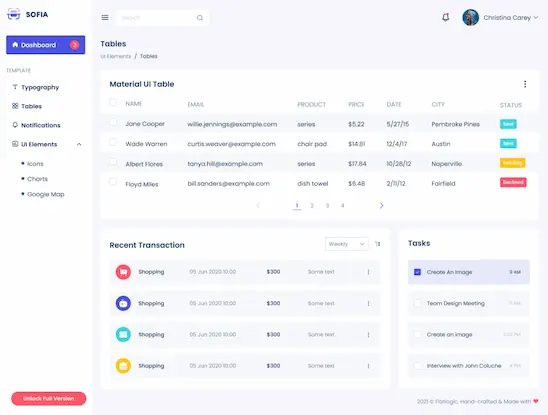 SOFIA
Search
Christina Carey
Dashboard
TEMPLATE
Typography
Tables
Notifications
UI Elements
Icons
Charts
Google Map
Unlock Full Version
Tables
UI Elements / Tables
Material UI Table
NAME EMAIL PRODUCT PRICE DATE CITY STATUS
Jane Cooper willie.jennings@example.com series $5.22 5/27/15 Pembroke Pines Sent
Wade Warren curtis.weaver@example.com chair pad $14.81 12/4/17 Austin Sent
Albert Flores tanya.hill@example.com series $17.84 10/28/12 Naperville Pending
Floyd Miles bill.sanders@example.com dish towel $6.48 2/11/12 Fairfield Declined
1 2 3 4
Recent Transaction Weekly
Shopping 05 Jun 2020 10:00 $300 Some text
Shopping 05 Jun 2020 10:00 $300 Some text
Shopping 05 Jun 2020 10:00 $300 Some text
Shopping 05 Jun 2020 10:00 $300 Some text
Tasks
Create An Image 9 AM
Team Design Meeting
Create an image
Interview with John Coluche
2021 © Flatlogic. Hand-crafted & Made with